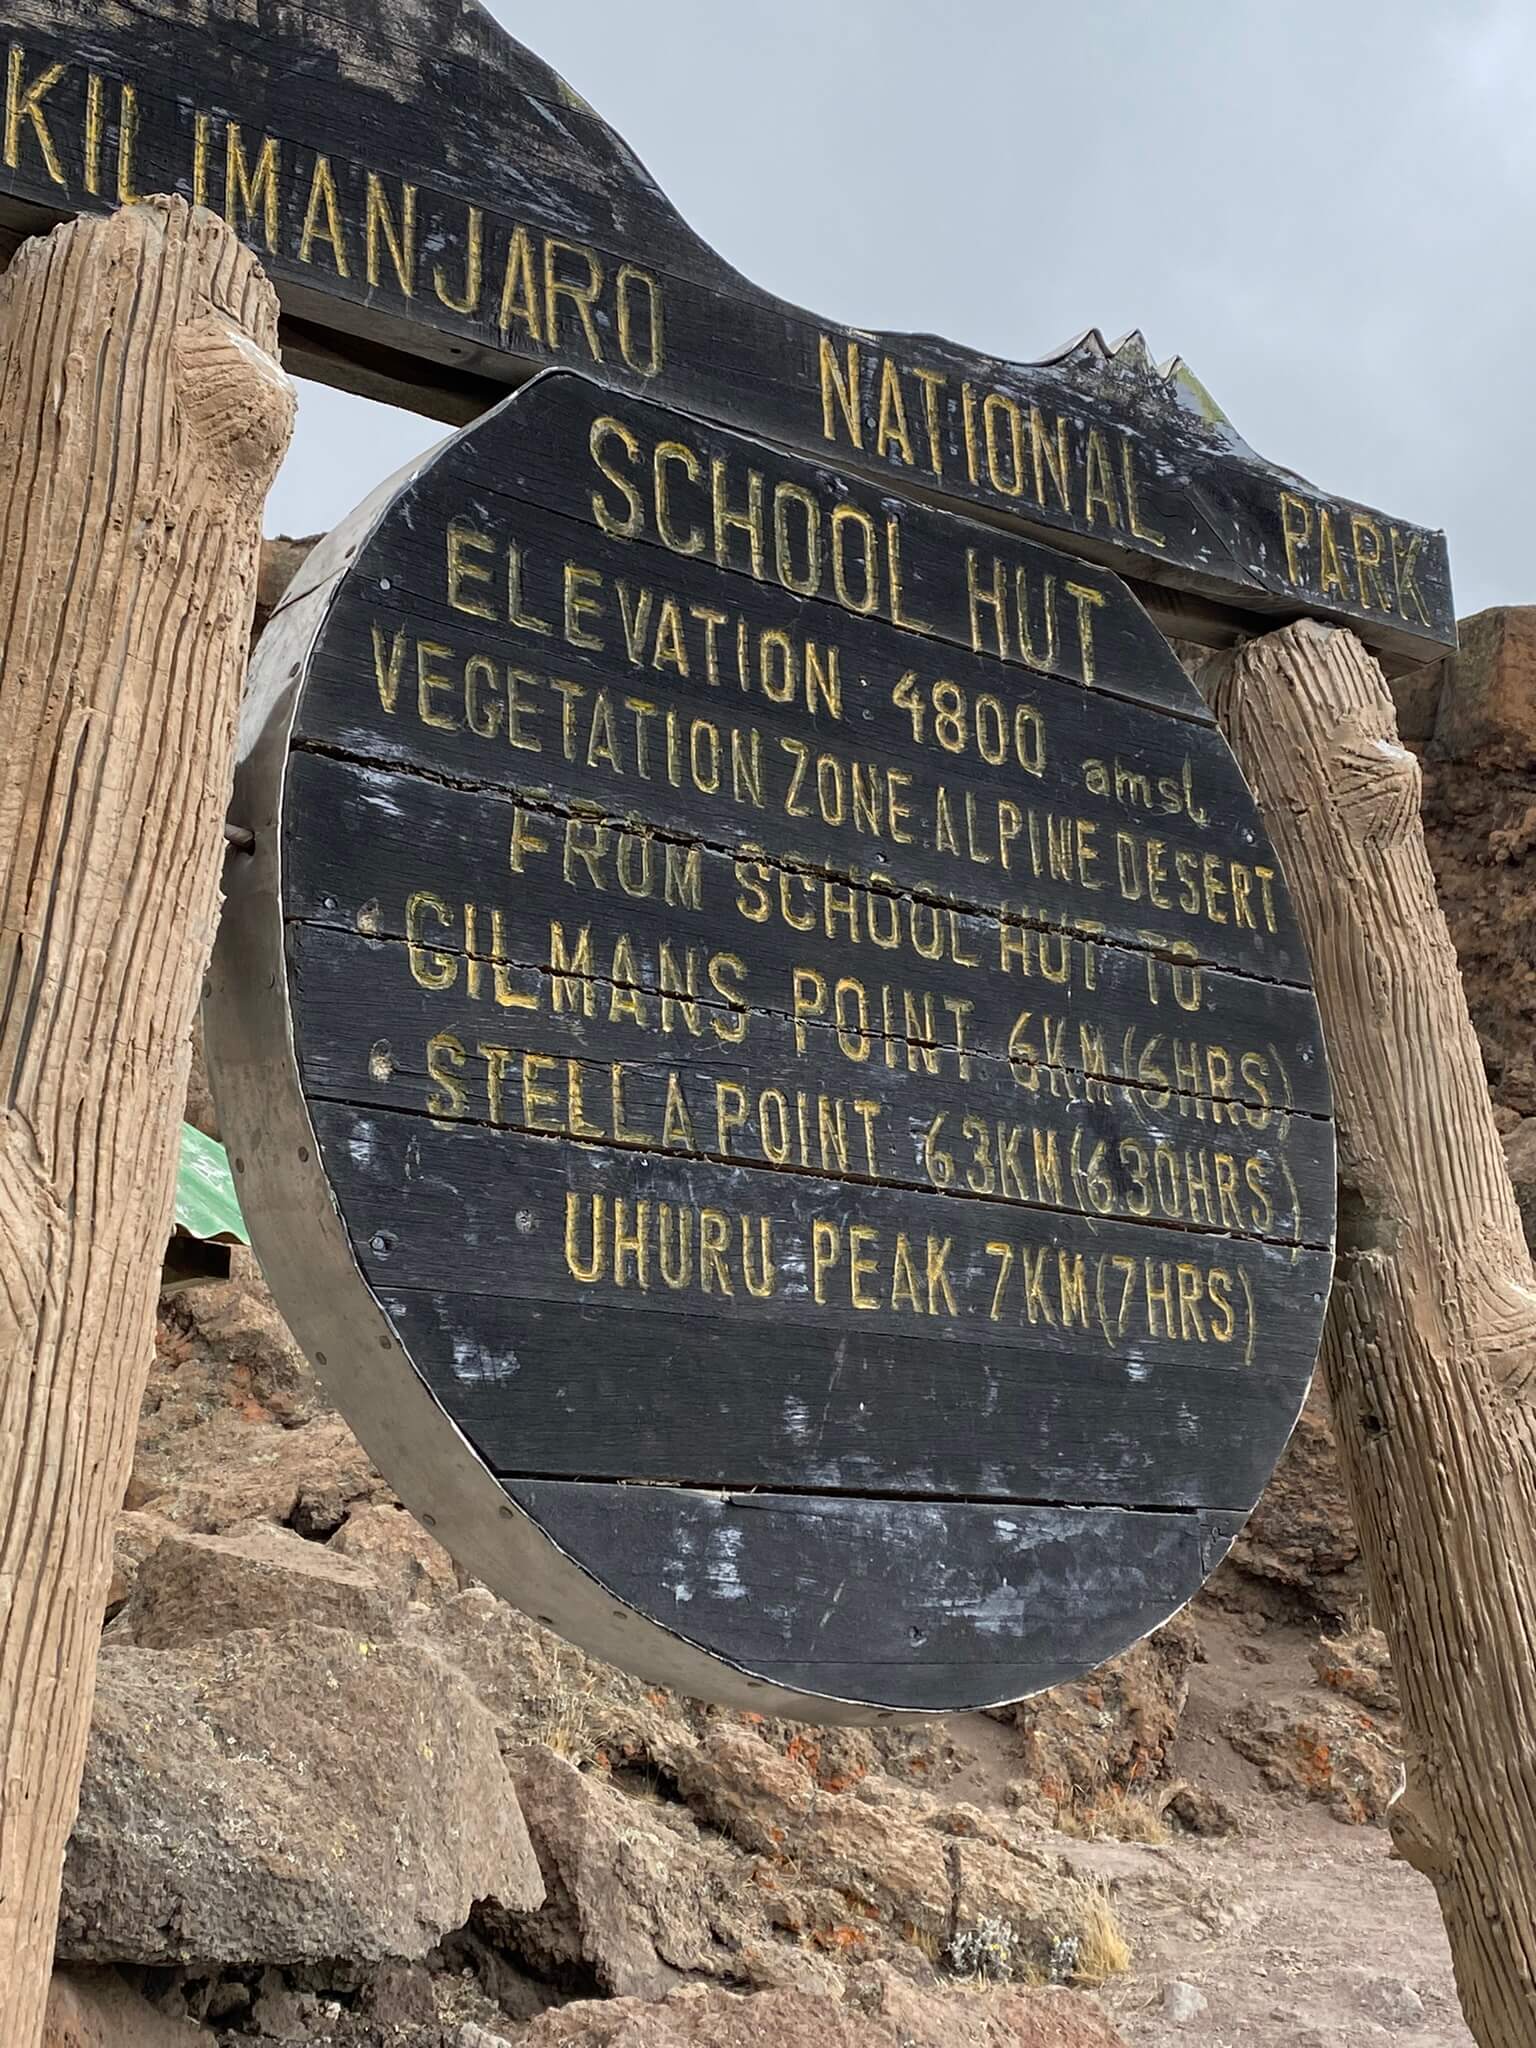 KILIMANJARO NATIONAL PARK
SCHOOL HUT
ELEVATION 4800 amsl
VEGETATION ZONE ALPINE DESERT
FROM SCHOOL HUT TO
GILMANS POINT 6KM (6HRS)
STELLA POINT 6.3KM (6.30HRS)
UHURU PEAK 7KM (7HRS)